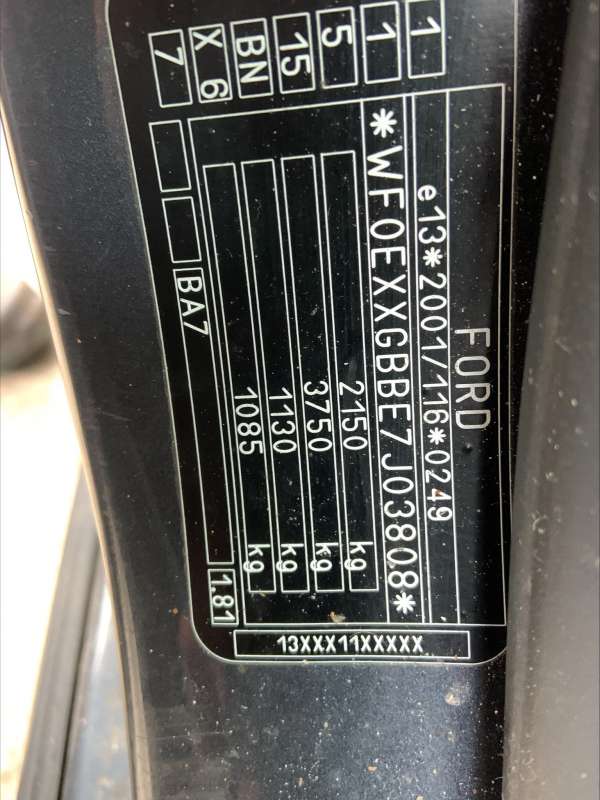 FORD
e13*2001/116*0249
*WF0EXXGBBE7J03808*
2150 kg
3750 kg
1130 kg
1085 kg
1
1
5
15
BN
X 6
7
BA7
1.81
13XXX11XXXXX